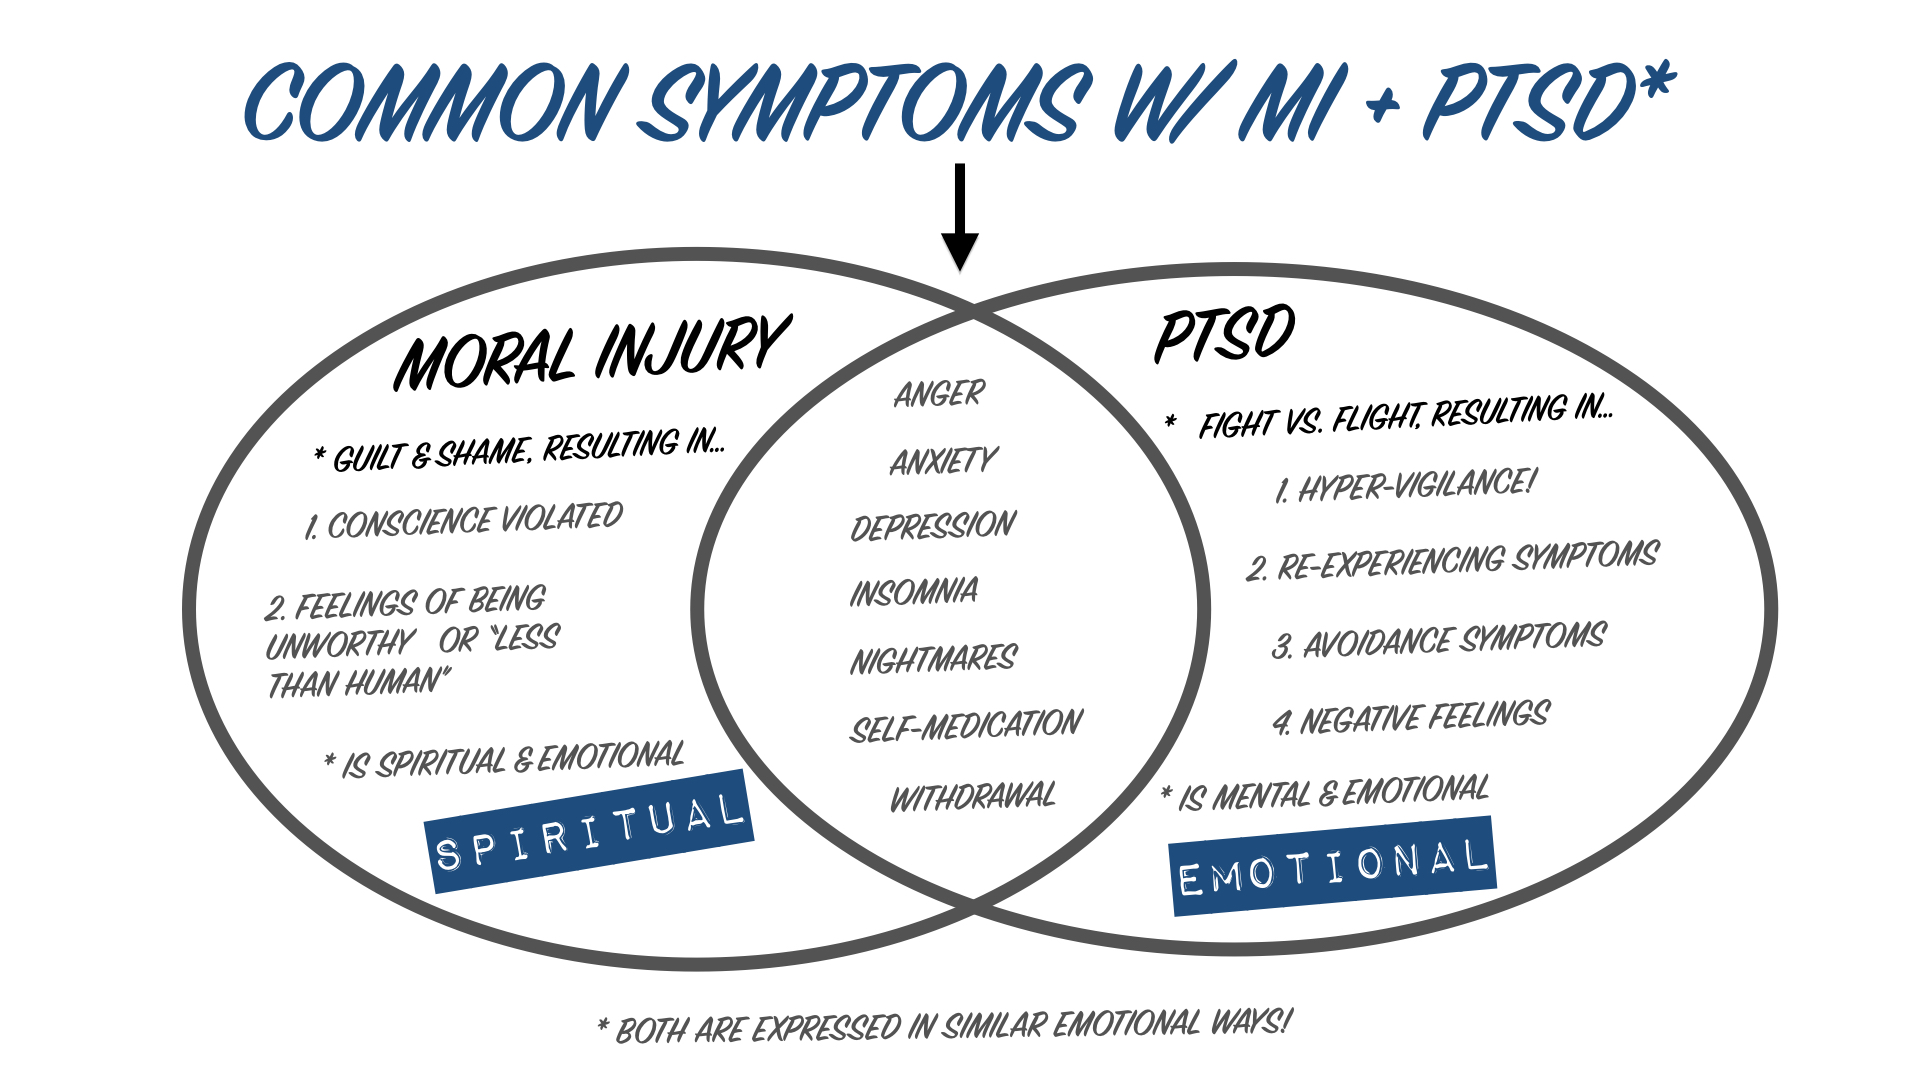 COMMON SYMPTOMS W/ MI + PTSD*
MORAL INJURY
* GUILT & SHAME, RESULTING IN...
1. CONSCIENCE VIOLATED
2. FEELINGS OF BEING
UNWORTHY OR "LESS
THAN HUMAN"
* IS SPIRITUAL & EMOTIONAL
SPIRITUAL
ANGER
ANXIETY
DEPRESSION
INSOMNIA
NIGHTMARES
SELF-MEDICATION
WITHDRAWAL
PTSD
* FIGHT VS. FLIGHT, RESULTING IN...
1. HYPER-VIGILANCE!
2. RE-EXPERIENCING SYMPTOMS
3. AVOIDANCE SYMPTOMS
4. NEGATIVE FEELINGS
* IS MENTAL & EMOTIONAL
EMOTIONAL
* BOTH ARE EXPRESSED IN SIMILAR EMOTIONAL WAYS!